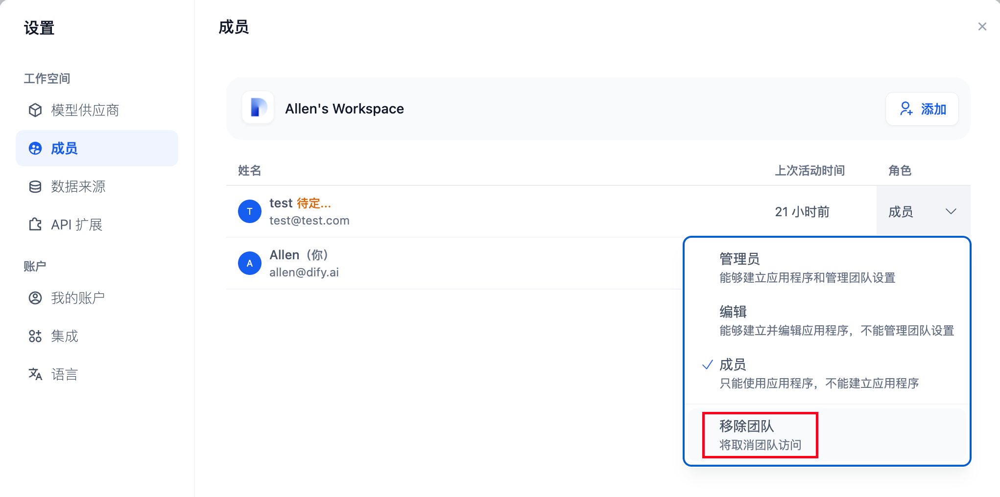 设置
工作空间
模型供应商
成员
数据来源
API 扩展
账户
我的账户
集成
语言
成员
Allen's Workspace
添加
姓名 上次活动时间 角色
T test 待定...
test@test.com
21 小时前 成员
A Allen（你）
allen@dify.ai
管理员
能够建立应用程序和管理团队设置
编辑
能够建立并编辑应用程序，不能管理团队设置
成员
只能使用应用程序，不能建立应用程序
移除团队
将取消团队访问